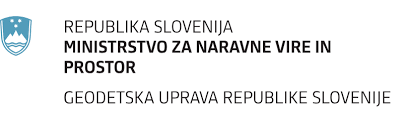 REPUBLIKA SLOVENIJA
MINISTRSTVO ZA NARAVNE VIRE IN
PROSTOR
GEODETSKA UPRAVA REPUBLIKE SLOVENIJE